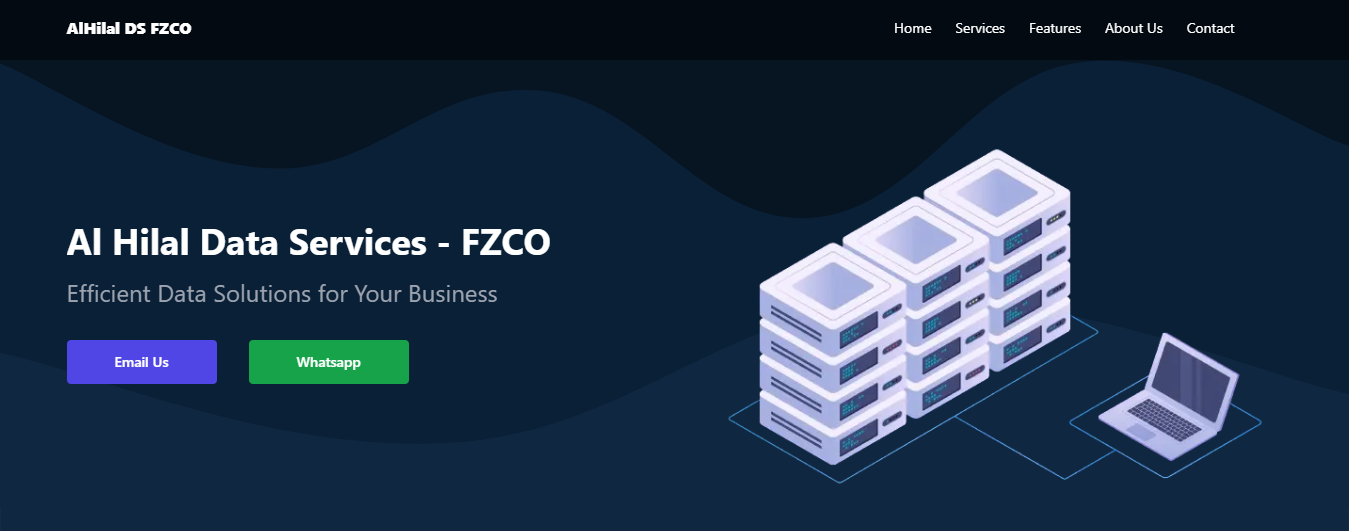 AlHilal DS FZCO
Home Services Features About Us Contact
Al Hilal Data Services - FZCO
Efficient Data Solutions for Your Business
Email Us Whatsapp